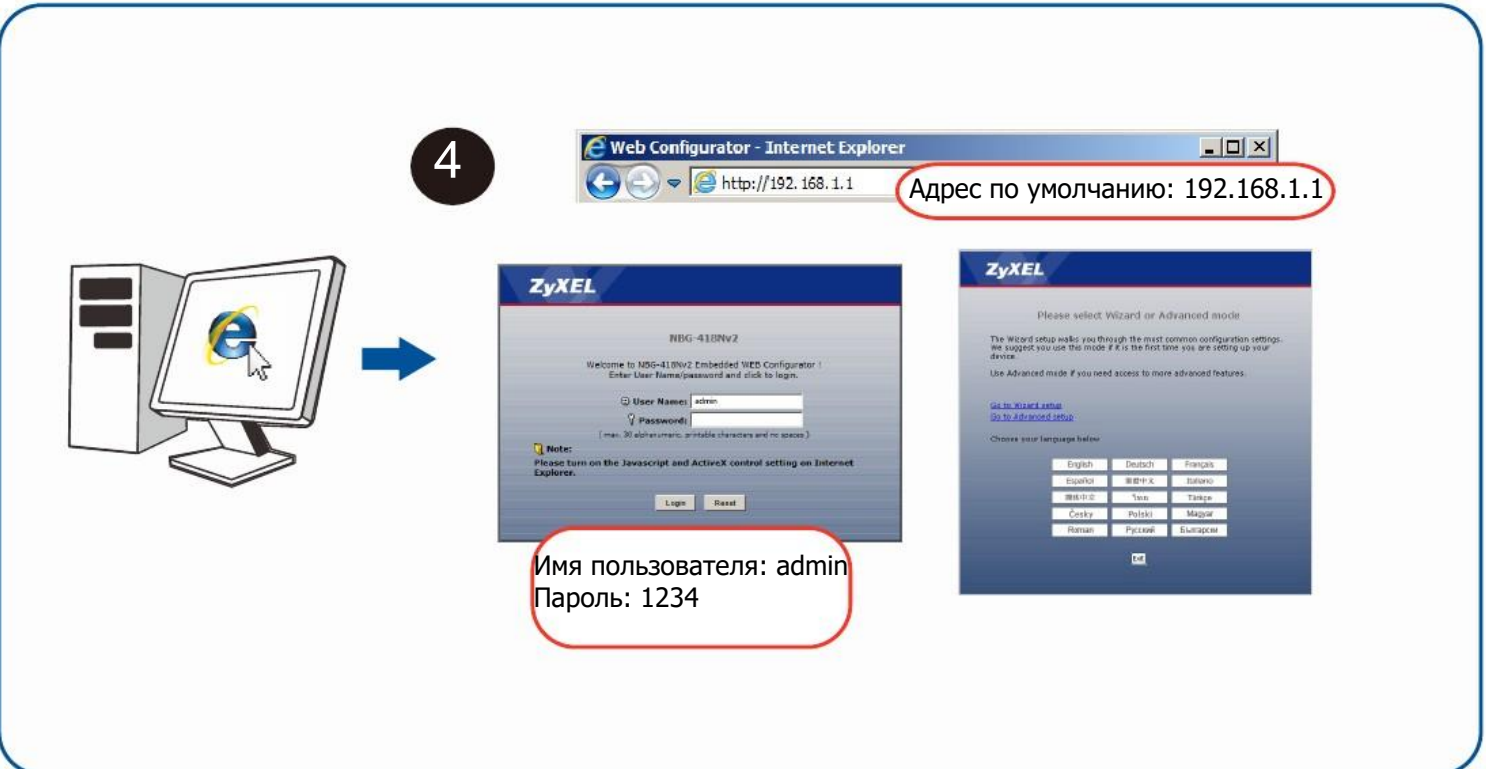 4
Web Configurator - Internet Explorer
http://192.168.1.1
Адрес по умолчанию: 192.168.1.1
ZyXEL
NBG-418Nv2
Welcome to NBG-418Nv2 Embedded WEB Configurator !
Enter User Name/password and click to login.
User Name: admin
Password:
( max. 30 alphanumeric, printable characters and no spaces )
Note:
Please turn on the Javascript and ActiveX control setting on Internet
Explorer.
Login Reset
Имя пользователя: admin
Пароль: 1234
ZyXEL
Please select Wizard or Advanced mode
The Wizard setup walks you through the most common configuration settings.
We suggest you use this mode if it is the first time you are setting up your
device.
Use Advanced mode if you need access to more advanced features.
Go to Wizard setup
Go to Advanced setup
Choose your language below
English Deutsch Français
Español Italiano
Türkçe
Česky Polski Magyar
Roman Русский Български
Exit